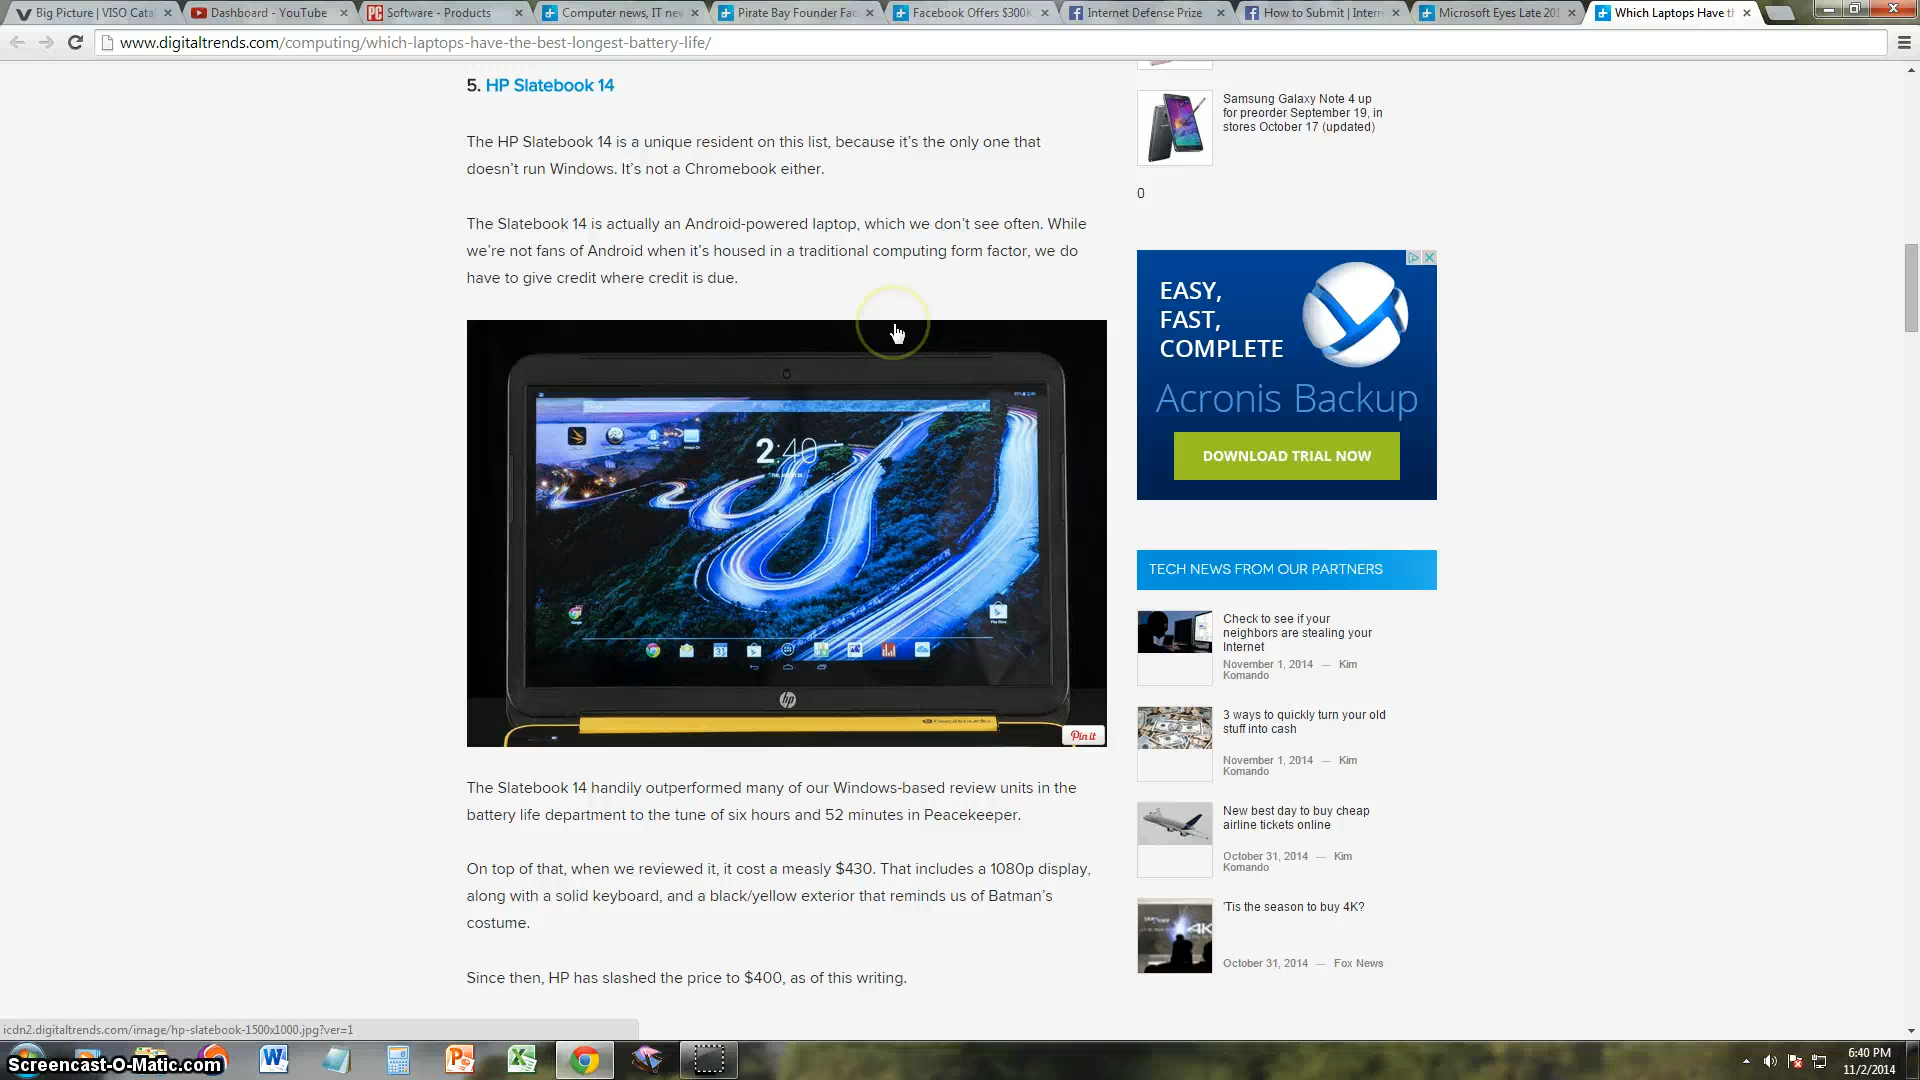 Big Picture | VISO Cata
Dashboard - YouTube
Software - Products
Computer news, IT nev
Pirate Bay Founder Fac
Facebook Offers $300K
Internet Defense Prize
How to Submit | Intern
Microsoft Eyes Late 201
Which Laptops Have th
www.digitaltrends.com/computing/which-laptops-have-the-best-longest-battery-life/
5. HP Slatebook 14
The HP Slatebook 14 is a unique resident on this list, because it’s the only one that
doesn’t run Windows. It’s not a Chromebook either.
The Slatebook 14 is actually an Android-powered laptop, which we don’t see often. While
we’re not fans of Android when it’s housed in a traditional computing form factor, we do
have to give credit where credit is due.
2:40
hp
Pin it
The Slatebook 14 handily outperformed many of our Windows-based review units in the
battery life department to the tune of six hours and 52 minutes in Peacekeeper.
On top of that, when we reviewed it, it cost a measly $430. That includes a 1080p display,
along with a solid keyboard, and a black/yellow exterior that reminds us of Batman’s
costume.
Since then, HP has slashed the price to $400, as of this writing.
Samsung Galaxy Note 4 up
for preorder September 19, in
stores October 17 (updated)
0
EASY,
FAST,
COMPLETE
Acronis Backup
DOWNLOAD TRIAL NOW
TECH NEWS FROM OUR PARTNERS
Check to see if your
neighbors are stealing your
Internet
November 1, 2014 — Kim
Komando
3 ways to quickly turn your old
stuff into cash
November 1, 2014 — Kim
Komando
New best day to buy cheap
airline tickets online
October 31, 2014 — Kim
Komando
'Tis the season to buy 4K?
4K
October 31, 2014 — Fox News
icdn2.digitaltrends.com/image/hp-slatebook-1500x1000.jpg?ver=1
Screencast-O-Matic.com
6:40 PM
11/2/2014